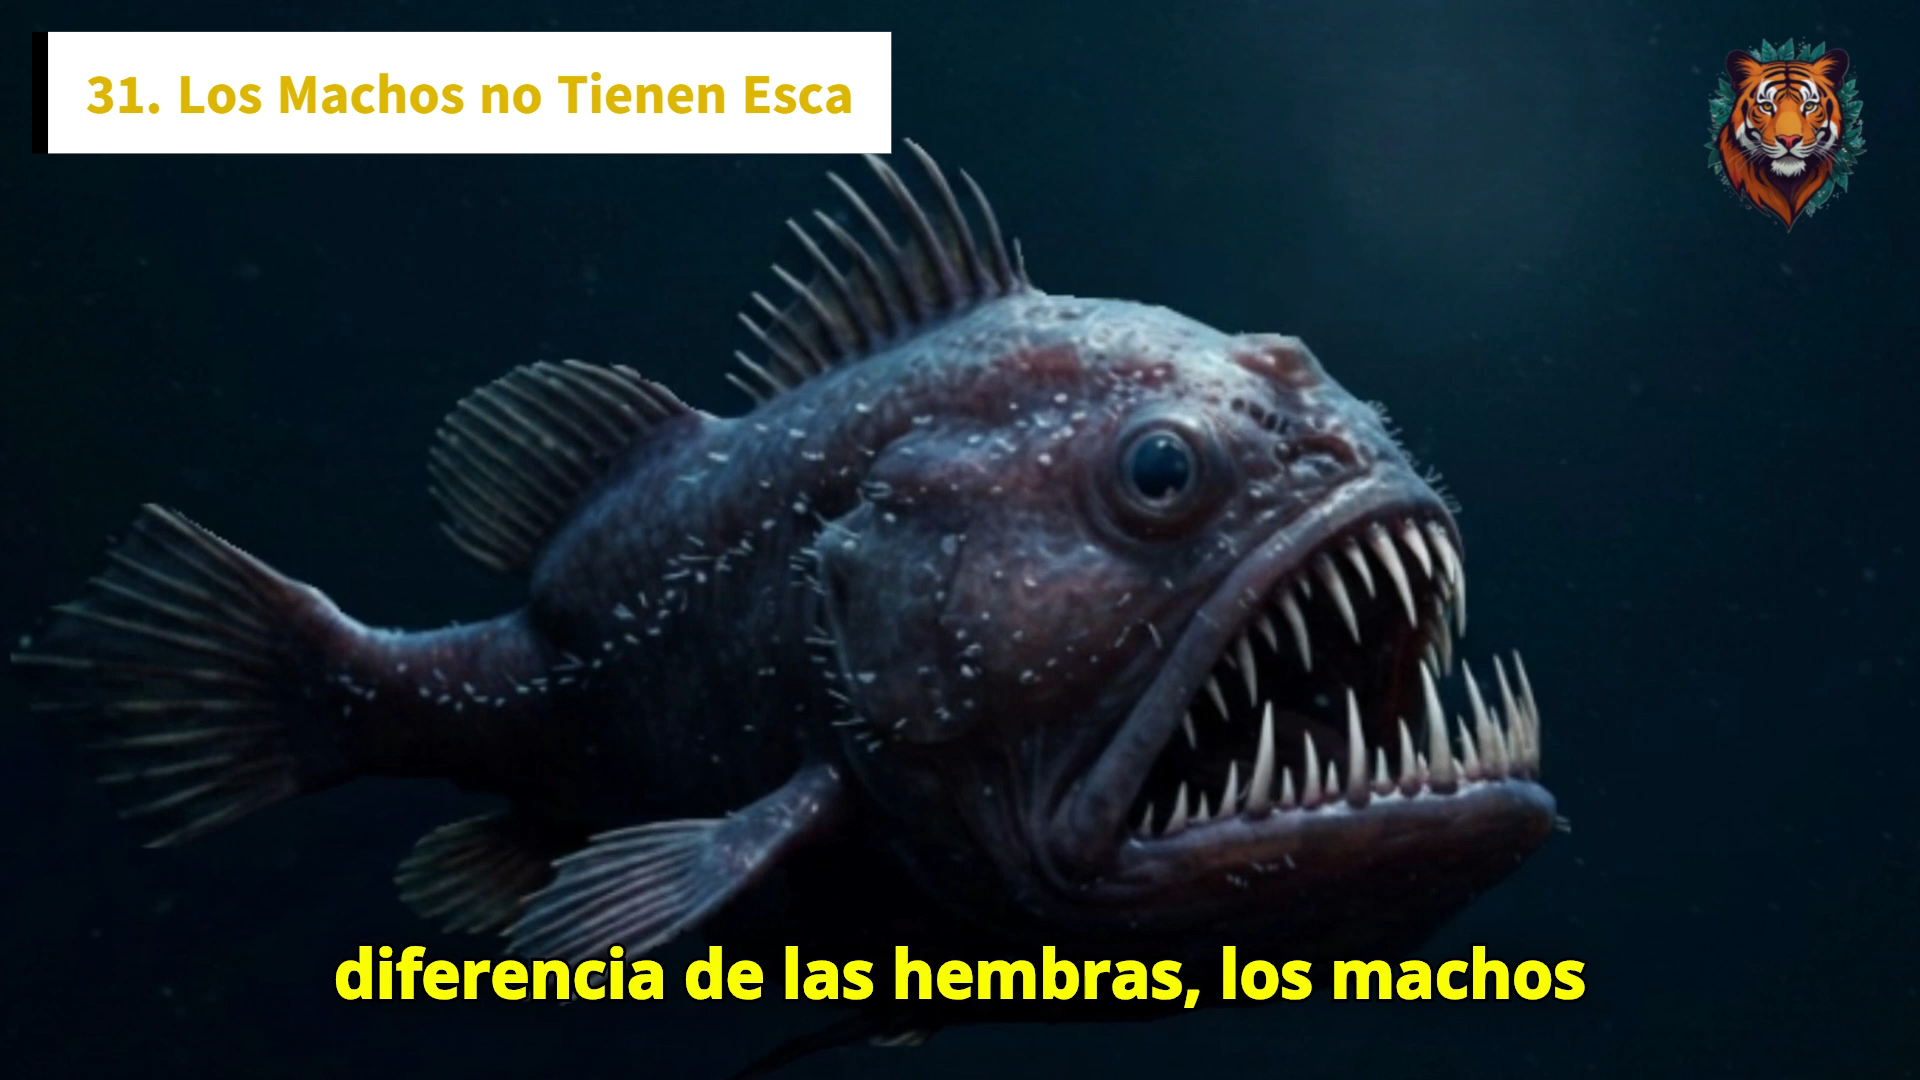 31. Los Machos no Tienen Esca
diferencia de las hembras, los machos